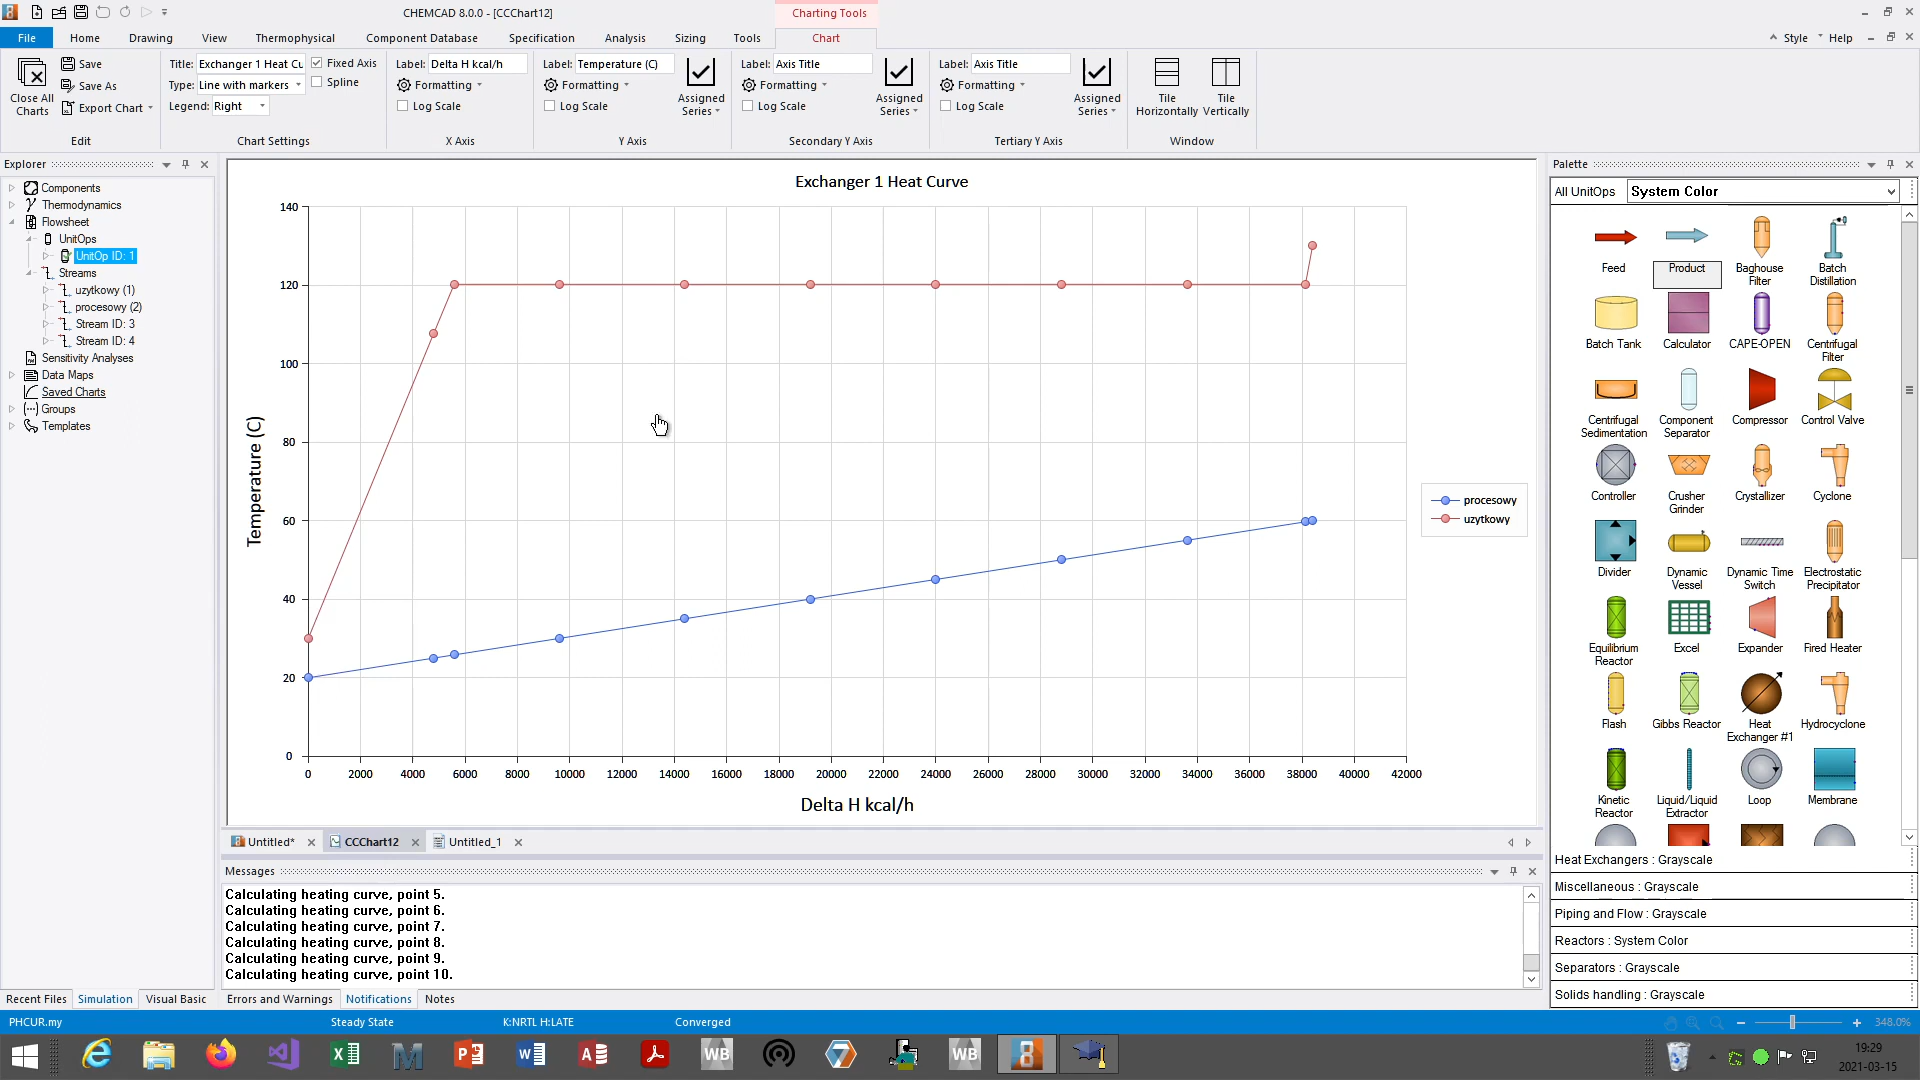 CHEMCAD 8.0.0 - [CCChart12]
Charting Tools
File
Home
Drawing
View
Thermophysical
Component Database
Specification
Analysis
Sizing
Tools
Chart
Style
Help
Close All Charts
Save
Save As
Export Chart
Edit
Title: Exchanger 1 Heat Cu
Type: Line with markers
Legend: Right
Fixed Axis
Spline
Chart Settings
Label: Delta H kcal/h
Formatting
Log Scale
X Axis
Label: Temperature (C)
Formatting
Log Scale
Assigned Series
Y Axis
Label: Axis Title
Formatting
Log Scale
Assigned Series
Secondary Y Axis
Label: Axis Title
Formatting
Log Scale
Assigned Series
Tertiary Y Axis
Tile Horizontally
Tile Vertically
Window
Explorer
Components
Thermodynamics
Flowsheet
UnitOps
UnitOp ID: 1
Streams
uzytkowy (1)
procesowy (2)
Stream ID: 3
Stream ID: 4
Sensitivity Analyses
Data Maps
Saved Charts
Groups
Templates
Recent Files
Simulation
Visual Basic
Exchanger 1 Heat Curve
Temperature (C)
140
120
100
80
60
40
20
0
0 2000 4000 6000 8000 10000 12000 14000 16000 18000 20000 22000 24000 26000 28000 30000 32000 34000 36000 38000 40000 42000
Delta H kcal/h
procesowy
uzytkowy
Untitled*
CCChart12
Untitled_1
Messages
Calculating heating curve, point 5.
Calculating heating curve, point 6.
Calculating heating curve, point 7.
Calculating heating curve, point 8.
Calculating heating curve, point 9.
Calculating heating curve, point 10.
Errors and Warnings
Notifications
Notes
Palette
All UnitOps
System Color
Feed
Product
Baghouse Filter
Batch Distillation
Batch Tank
Calculator
CAPE-OPEN
Centrifugal Filter
Centrifugal Sedimentation
Component Separator
Compressor
Control Valve
Controller
Crusher Grinder
Crystallizer
Cyclone
Divider
Dynamic Vessel
Dynamic Time Switch
Electrostatic Precipitator
Equilibrium Reactor
Excel
Expander
Fired Heater
Flash
Gibbs Reactor
Heat Exchanger #1
Hydrocyclone
Kinetic Reactor
Liquid/Liquid Extractor
Loop
Membrane
Heat Exchangers : Grayscale
Miscellaneous : Grayscale
Piping and Flow : Grayscale
Reactors : System Color
Separators : Grayscale
Solids handling : Grayscale
PHCUR.my
Steady State
K:NRTL H:LATE
Converged
348.0%
WB
WB
19:29
2021-03-15